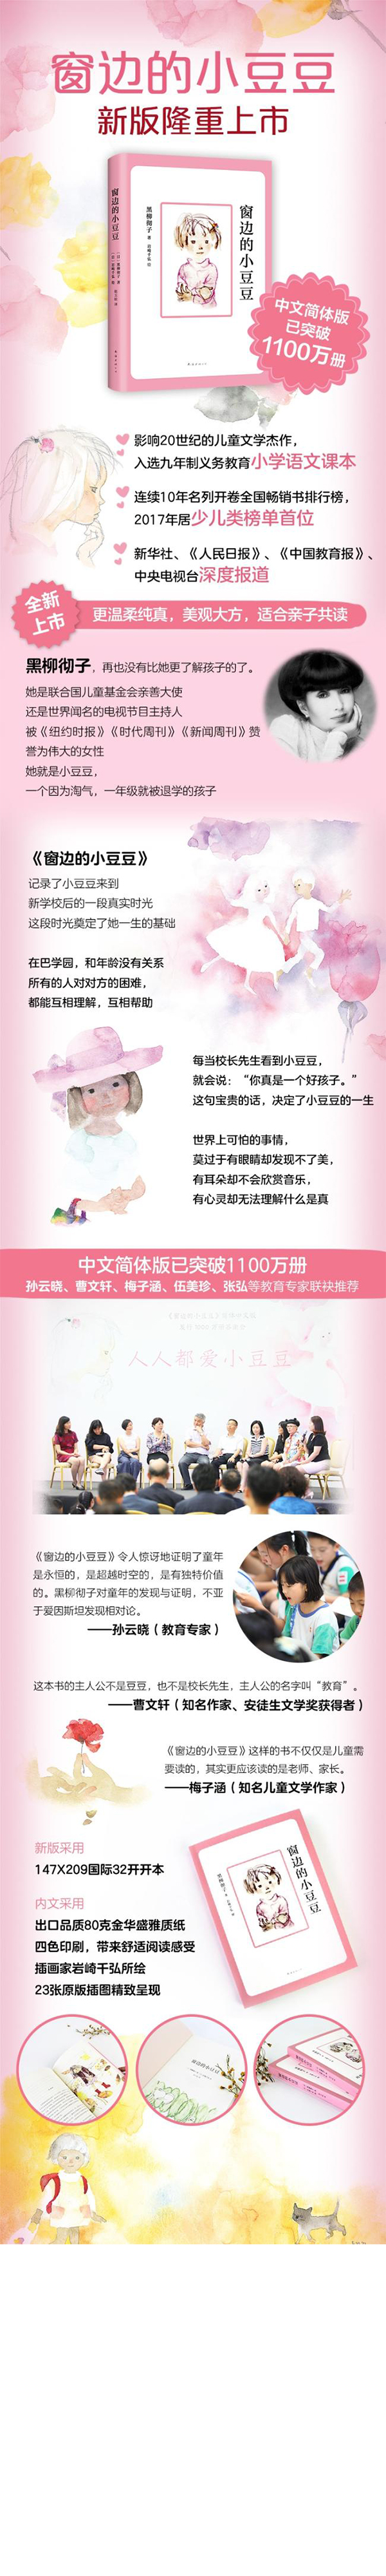 窗边的小豆豆
新版隆重上市
窗边的小豆豆
黑柳彻子 著
窗边的小豆豆
中文简体版
已突破
1100万册
影响20世纪的儿童文学杰作，
入选九年制义务教育小学语文课本
连续10年名列开卷全国畅销书排行榜，
2017年居少儿类榜单首位
新华社、《人民日报》、《中国教育报》、
中央电视台深度报道
全新
上市
更温柔纯真，美观大方，适合亲子共读
黑柳彻子，再也没有比她更了解孩子的了。
她是联合国儿童基金会亲善大使
还是世界闻名的电视节目主持人
被《纽约时报》《时代周刊》《新闻周刊》赞
誉为伟大的女性
她就是小豆豆，
一个因为淘气，一年级就被退学的孩子
《窗边的小豆豆》
记录了小豆豆来到
新学校后的一段真实时光
这段时光奠定了她一生的基础
在巴学园，和年龄没有关系
所有的人对对方的困难，
都能互相理解，互相帮助
每当校长先生看到小豆豆，
就会说：“你真是一个好孩子。”
这句宝贵的话，决定了小豆豆的一生
世界上可怕的事情，
莫过于有眼睛却发现不了美，
有耳朵却不会欣赏音乐，
有心灵却无法理解什么是真
中文简体版已突破1100万册
孙云晓、曹文轩、梅子涵、伍美珍、张弘等教育专家联袂推荐
人人都爱小豆豆
《窗边的小豆豆》令人惊讶地证明了童年
是永恒的，是超越时空的，是有独特价值
的。黑柳彻子对童年的发现与证明，不亚
于爱因斯坦发现相对论。
——孙云晓（教育专家）
这本书的主人公不是豆豆，也不是校长先生，主人公的名字叫“教育”。
——曹文轩（知名作家、安徒生文学奖获得者）
《窗边的小豆豆》这样的书不仅仅是儿童需
要读的，其实更应该读的是老师、家长。
——梅子涵（知名儿童文学作家）
新版采用
147X209国际32开开本
内文采用
出口品质80克金华盛雅质纸
四色印刷，带来舒适阅读感受
插画家岩崎千弘所绘
23张原版插图精致呈现
窗边的小豆豆
窗边的小豆豆